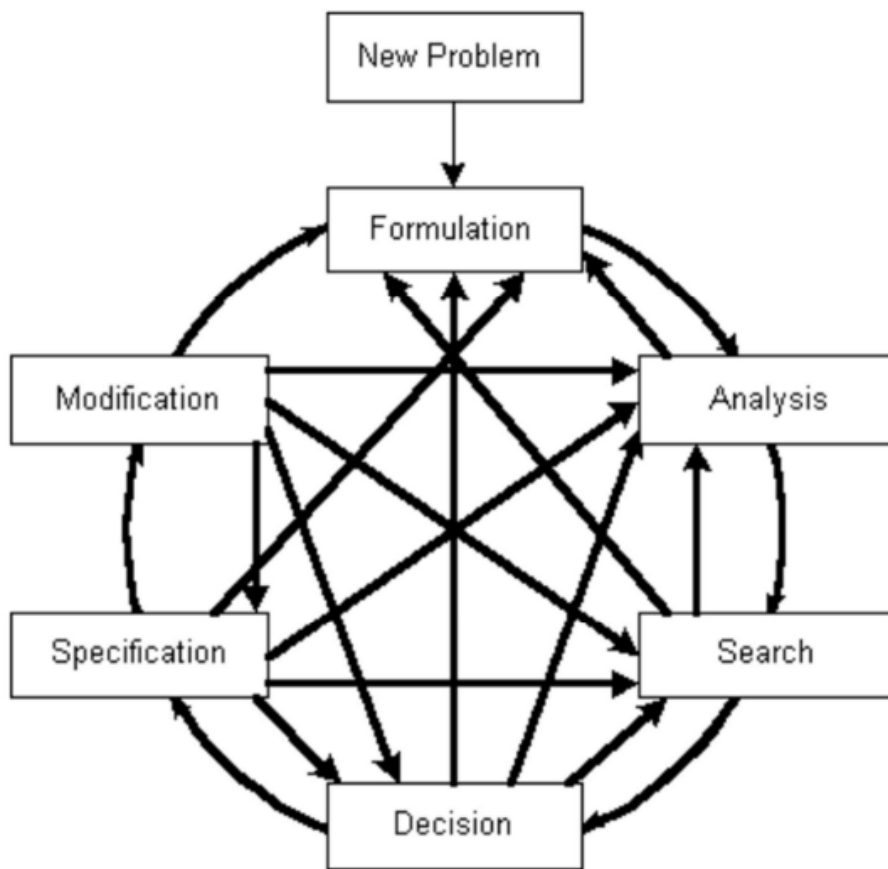 New Problem
Formulation
Modification
Analysis
Specification
Search
Decision